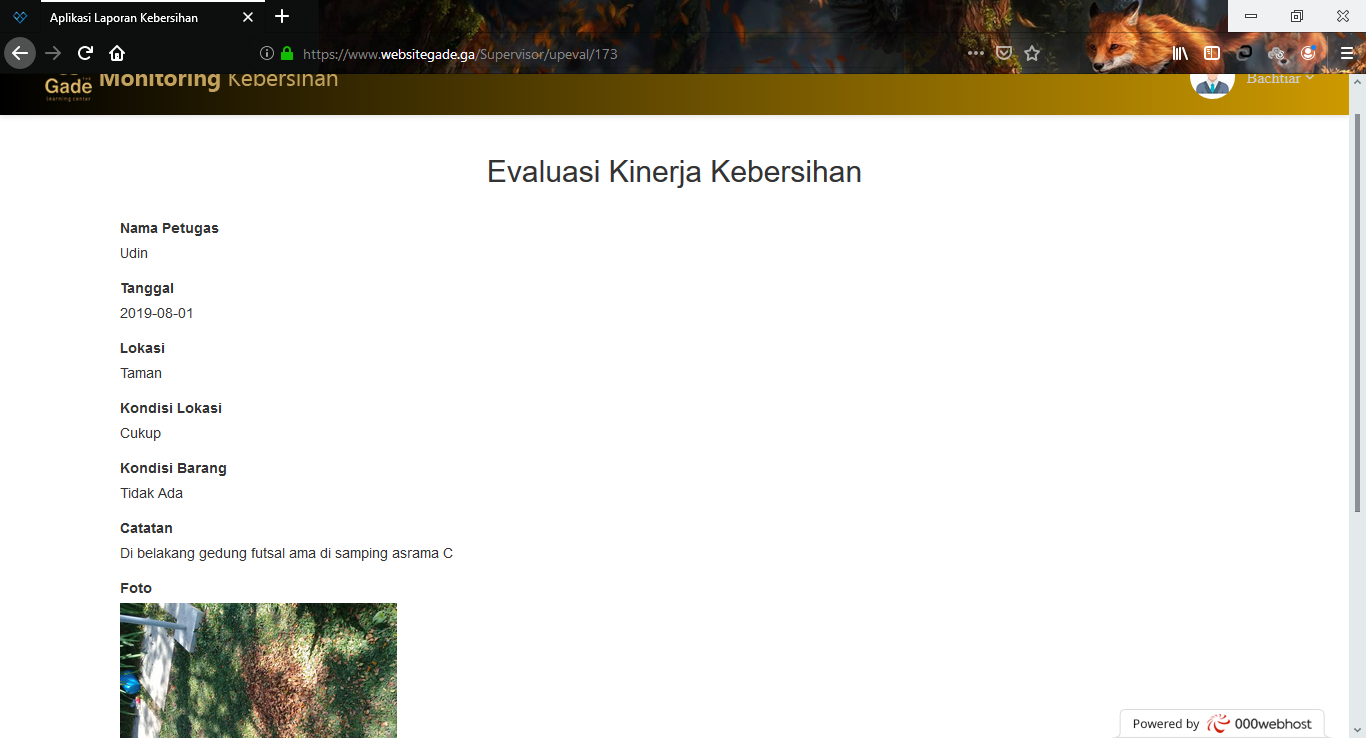 Aplikasi Laporan Kebersihan
https://www.websitegade.ga/Supervisor/upeval/173
Gade Monitoring Kebersihan
learning center
Bachtiar
Evaluasi Kinerja Kebersihan
Nama Petugas
Udin
Tanggal
2019-08-01
Lokasi
Taman
Kondisi Lokasi
Cukup
Kondisi Barang
Tidak Ada
Catatan
Di belakang gedung futsal ama di samping asrama C
Foto
Powered by 000webhost